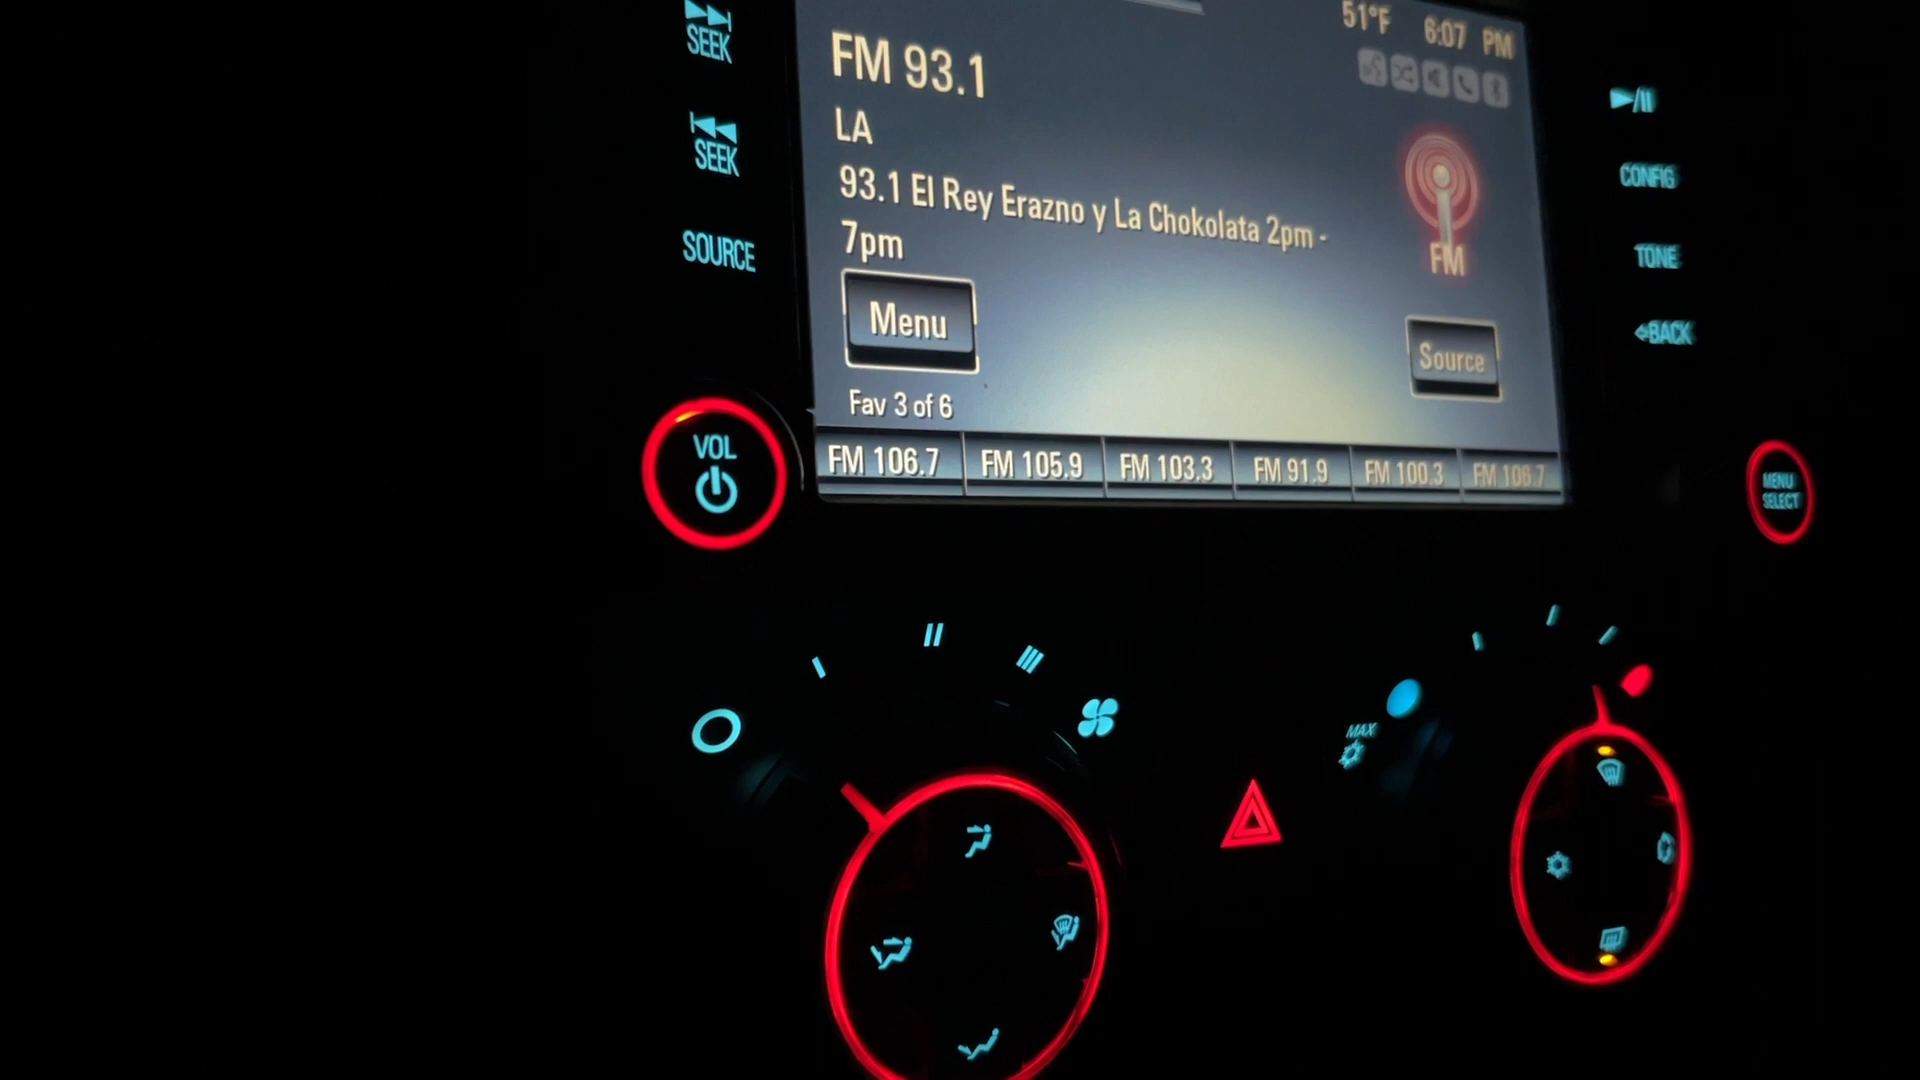 SEEK
SEEK
SOURCE
VOL
51°F 6:07 PM
FM 93.1
LA
93.1 El Rey Erazno y La Chokolata 2pm -
7pm
FM
Menu
Source
Fav 3 of 6
FM 106.7 FM 105.9 FM 103.3 FM 91.9 FM 100.3 FM 106.7
CONFIG
TONE
BACK
MENU
SELECT
MAX